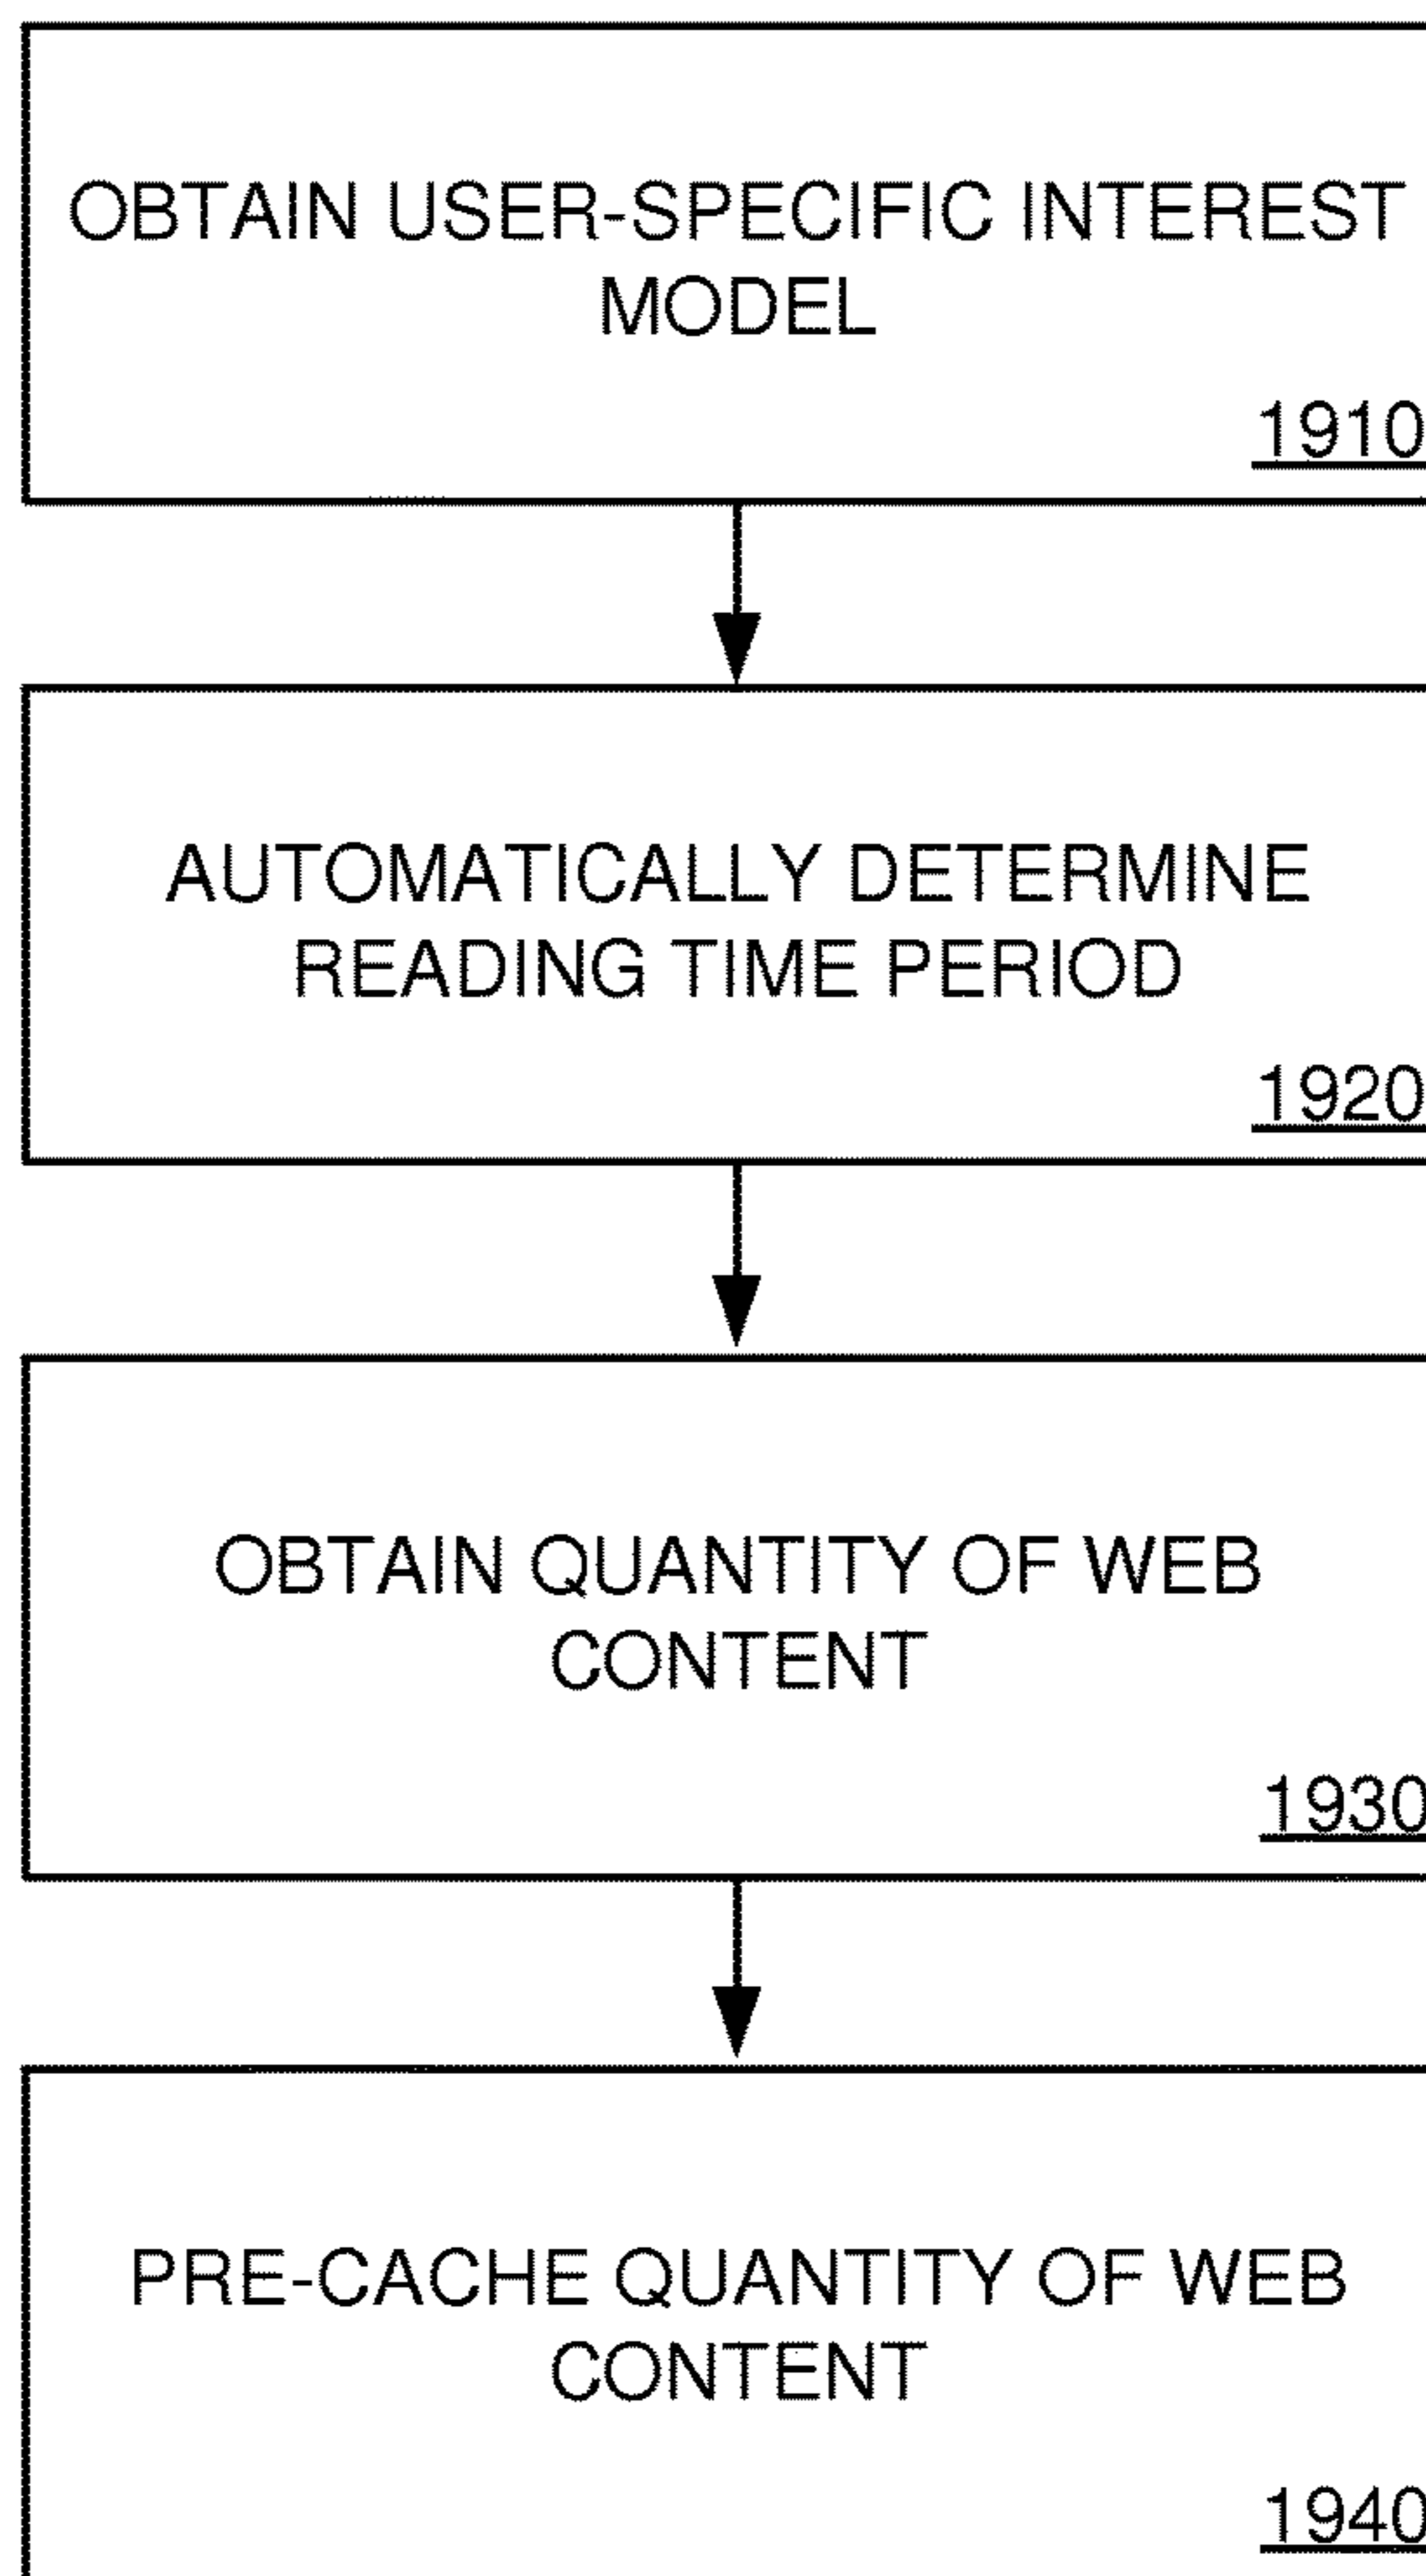 OBTAIN USER-SPECIFIC INTEREST
MODEL
1910
AUTOMATICALLY DETERMINE
READING TIME PERIOD
1920
OBTAIN QUANTITY OF WEB
CONTENT
1930
PRE-CACHE QUANTITY OF WEB
CONTENT
1940